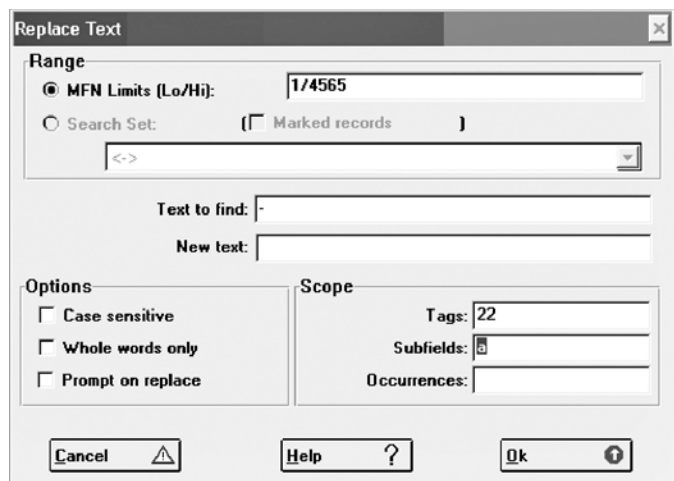 Replace Text
Range
MFN Limits (Lo/Hi): 1/4565
Search Set: ( Marked records )
<->
Text to find: -
New text:
Options
Scope
Case sensitive
Tags: 22
Whole words only
Subfields: a
Prompt on replace
Occurrences:
Cancel
Help ?
Ok